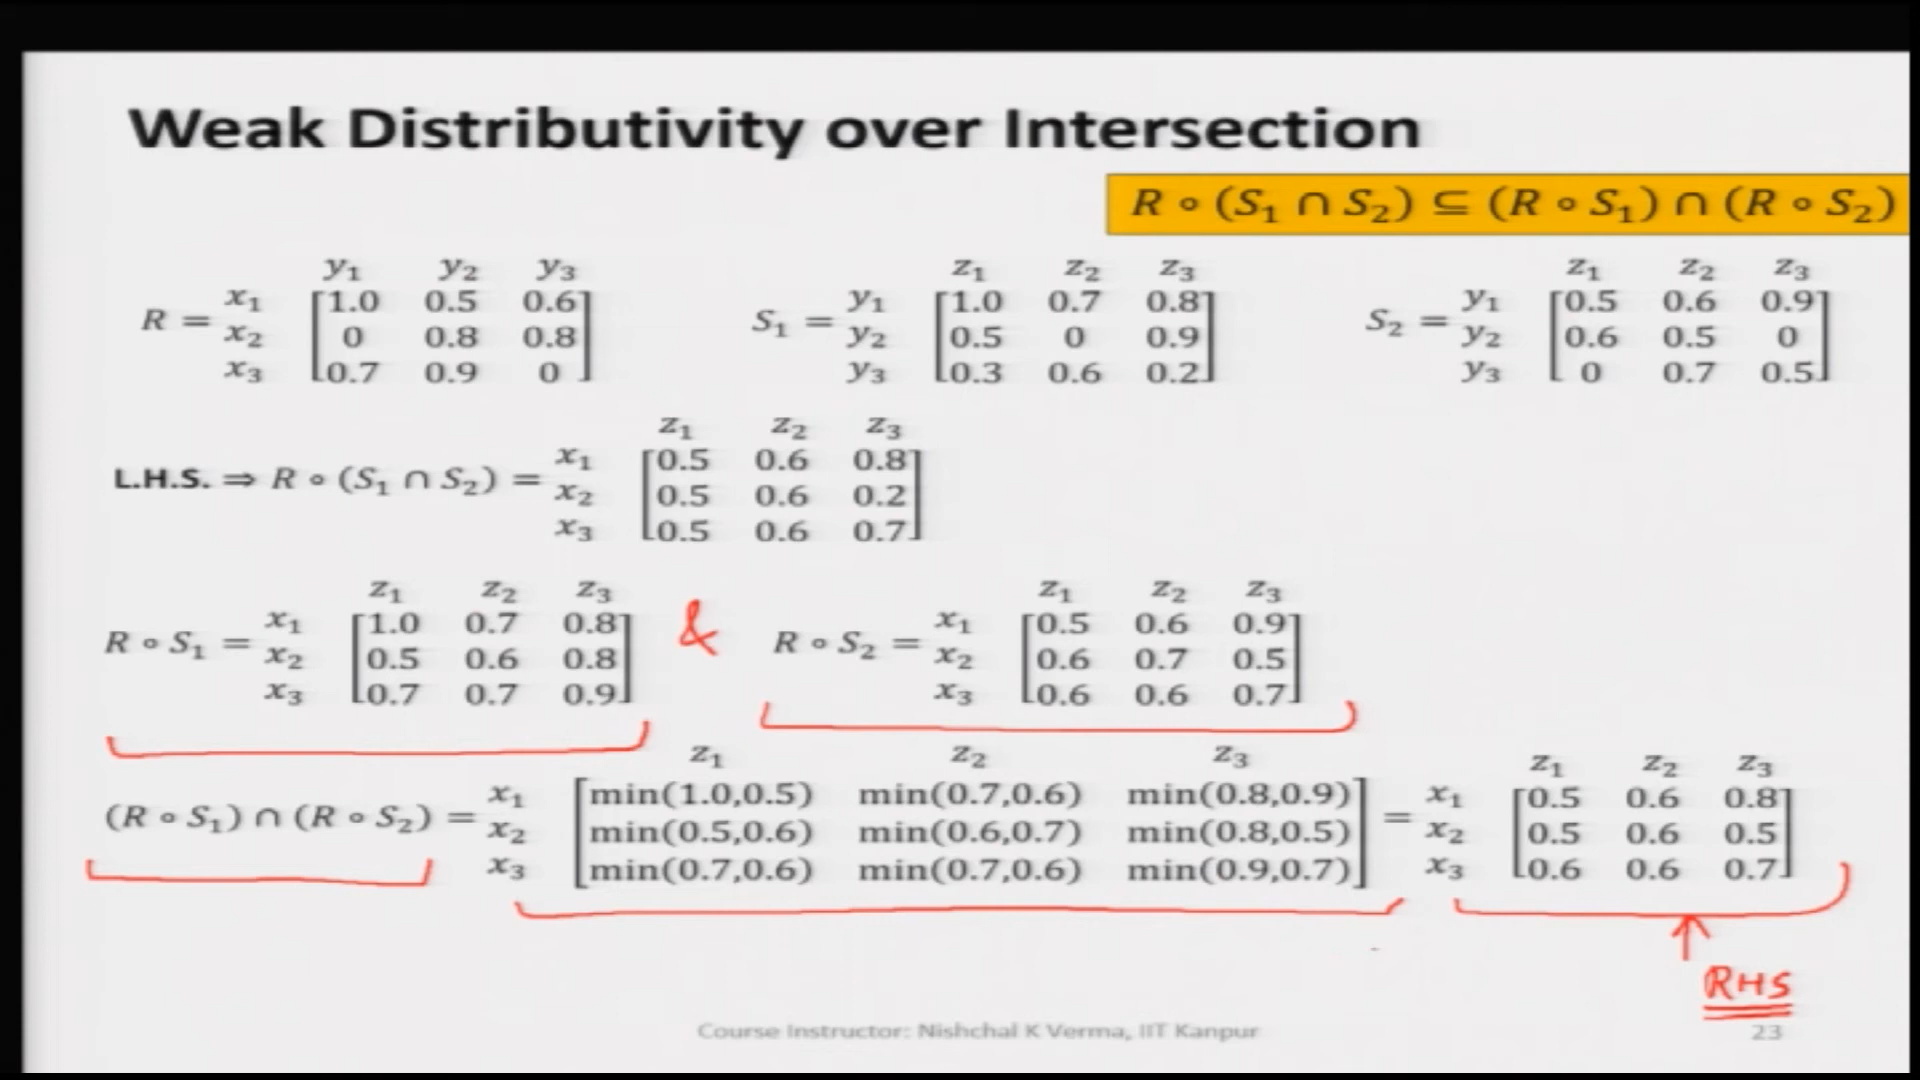 Weak Distributivity over Intersection
R ∘ (S₁ ∩ S₂) ⊆ (R ∘ S₁) ∩ (R ∘ S₂)
y₁ y₂ y₃
R = x₁ [1.0 0.5 0.6]
x₂ [0 0.8 0.8]
x₃ [0.7 0.9 0]
z₁ z₂ z₃
S₁ = y₁ [1.0 0.7 0.8]
y₂ [0.5 0 0.9]
y₃ [0.3 0.6 0.2]
z₁ z₂ z₃
S₂ = y₁ [0.5 0.6 0.9]
y₂ [0.6 0.5 0]
y₃ [0 0.7 0.5]
z₁ z₂ z₃
L.H.S. ⇒ R ∘ (S₁ ∩ S₂) = x₁ [0.5 0.6 0.8]
x₂ [0.5 0.6 0.2]
x₃ [0.5 0.6 0.7]
z₁ z₂ z₃
R ∘ S₁ = x₁ [1.0 0.7 0.8]
x₂ [0.5 0.6 0.8]
x₃ [0.7 0.7 0.9]
&
z₁ z₂ z₃
R ∘ S₂ = x₁ [0.5 0.6 0.9]
x₂ [0.6 0.7 0.5]
x₃ [0.6 0.6 0.7]
z₁ z₂ z₃
(R ∘ S₁) ∩ (R ∘ S₂) = x₁ [min(1.0,0.5) min(0.7,0.6) min(0.8,0.9)]
x₂ [min(0.5,0.6) min(0.6,0.7) min(0.8,0.5)]
x₃ [min(0.7,0.6) min(0.7,0.6) min(0.9,0.7)]
z₁ z₂ z₃
= x₁ [0.5 0.6 0.8]
x₂ [0.5 0.6 0.5]
x₃ [0.6 0.6 0.7]
RHS
Course Instructor: Nishchal K Verma, IIT Kanpur
23